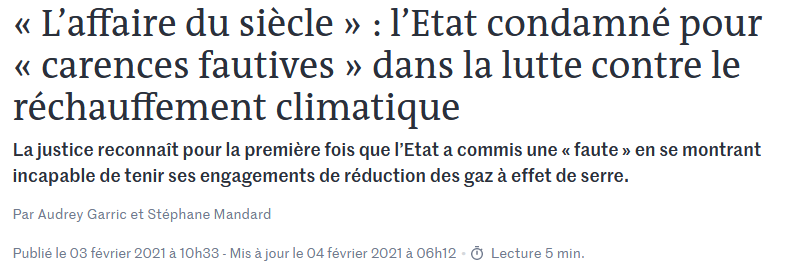 « L’affaire du siècle » : l’Etat condamné pour
« carences fautives » dans la lutte contre le
réchauffement climatique
La justice reconnaît pour la première fois que l’Etat a commis une « faute » en se montrant
incapable de tenir ses engagements de réduction des gaz à effet de serre.
Par Audrey Garric et Stéphane Mandard
Publié le 03 février 2021 à 10h33 - Mis à jour le 04 février 2021 à 06h12 • Lecture 5 min.